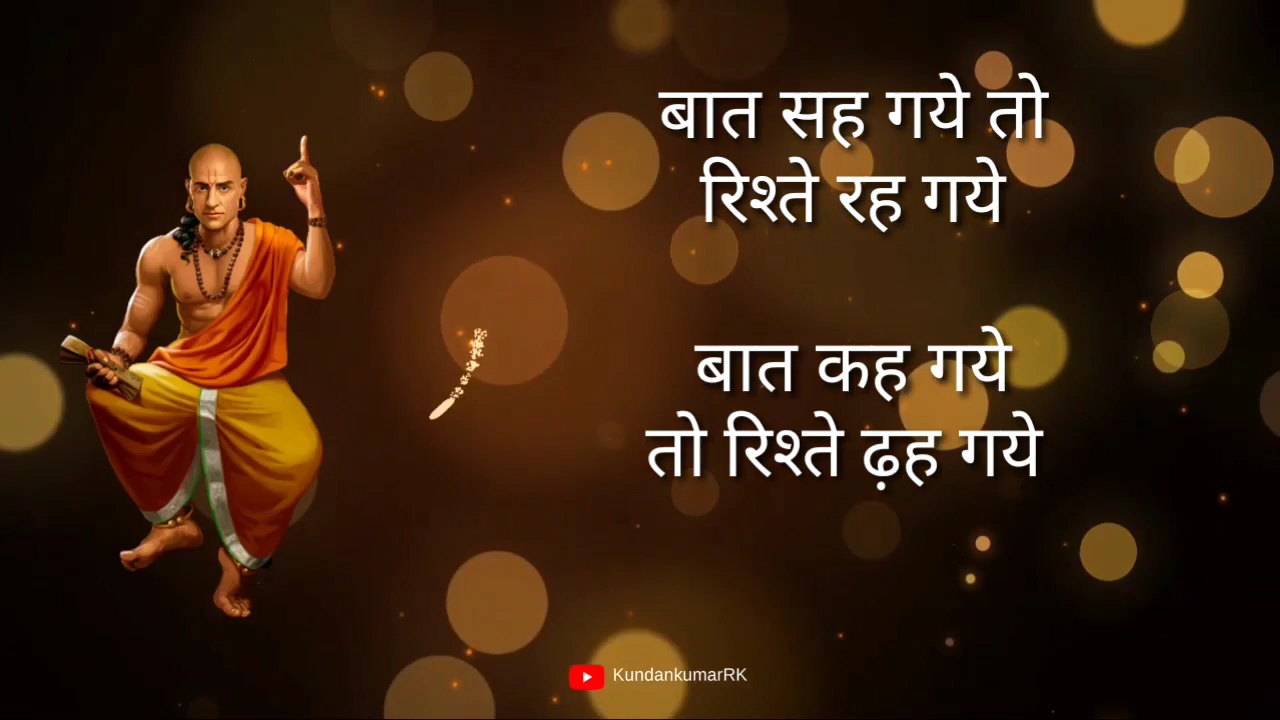 बात सह गये तो
रिश्ते रह गये
बात कह गये
तो रिश्ते ढ़ह गये
KundankumarRK